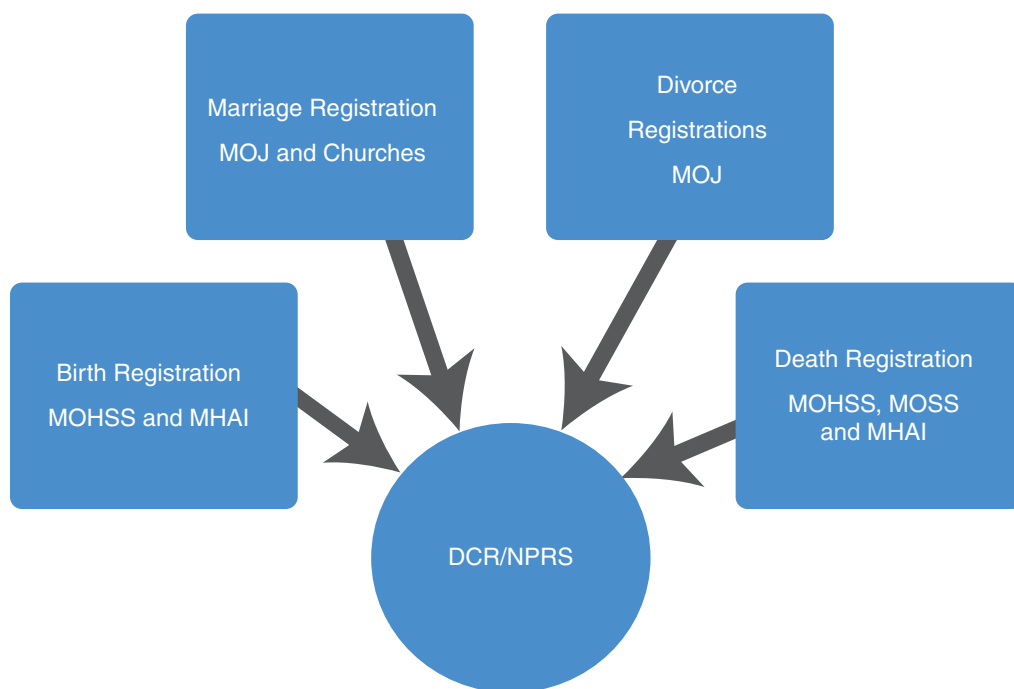 Marriage Registration
MOJ and Churches
Divorce
Registrations
MOJ
Birth Registration
MOHSS and MHAI
Death Registration
MOHSS, MOSS
and MHAI
DCR/NPRS